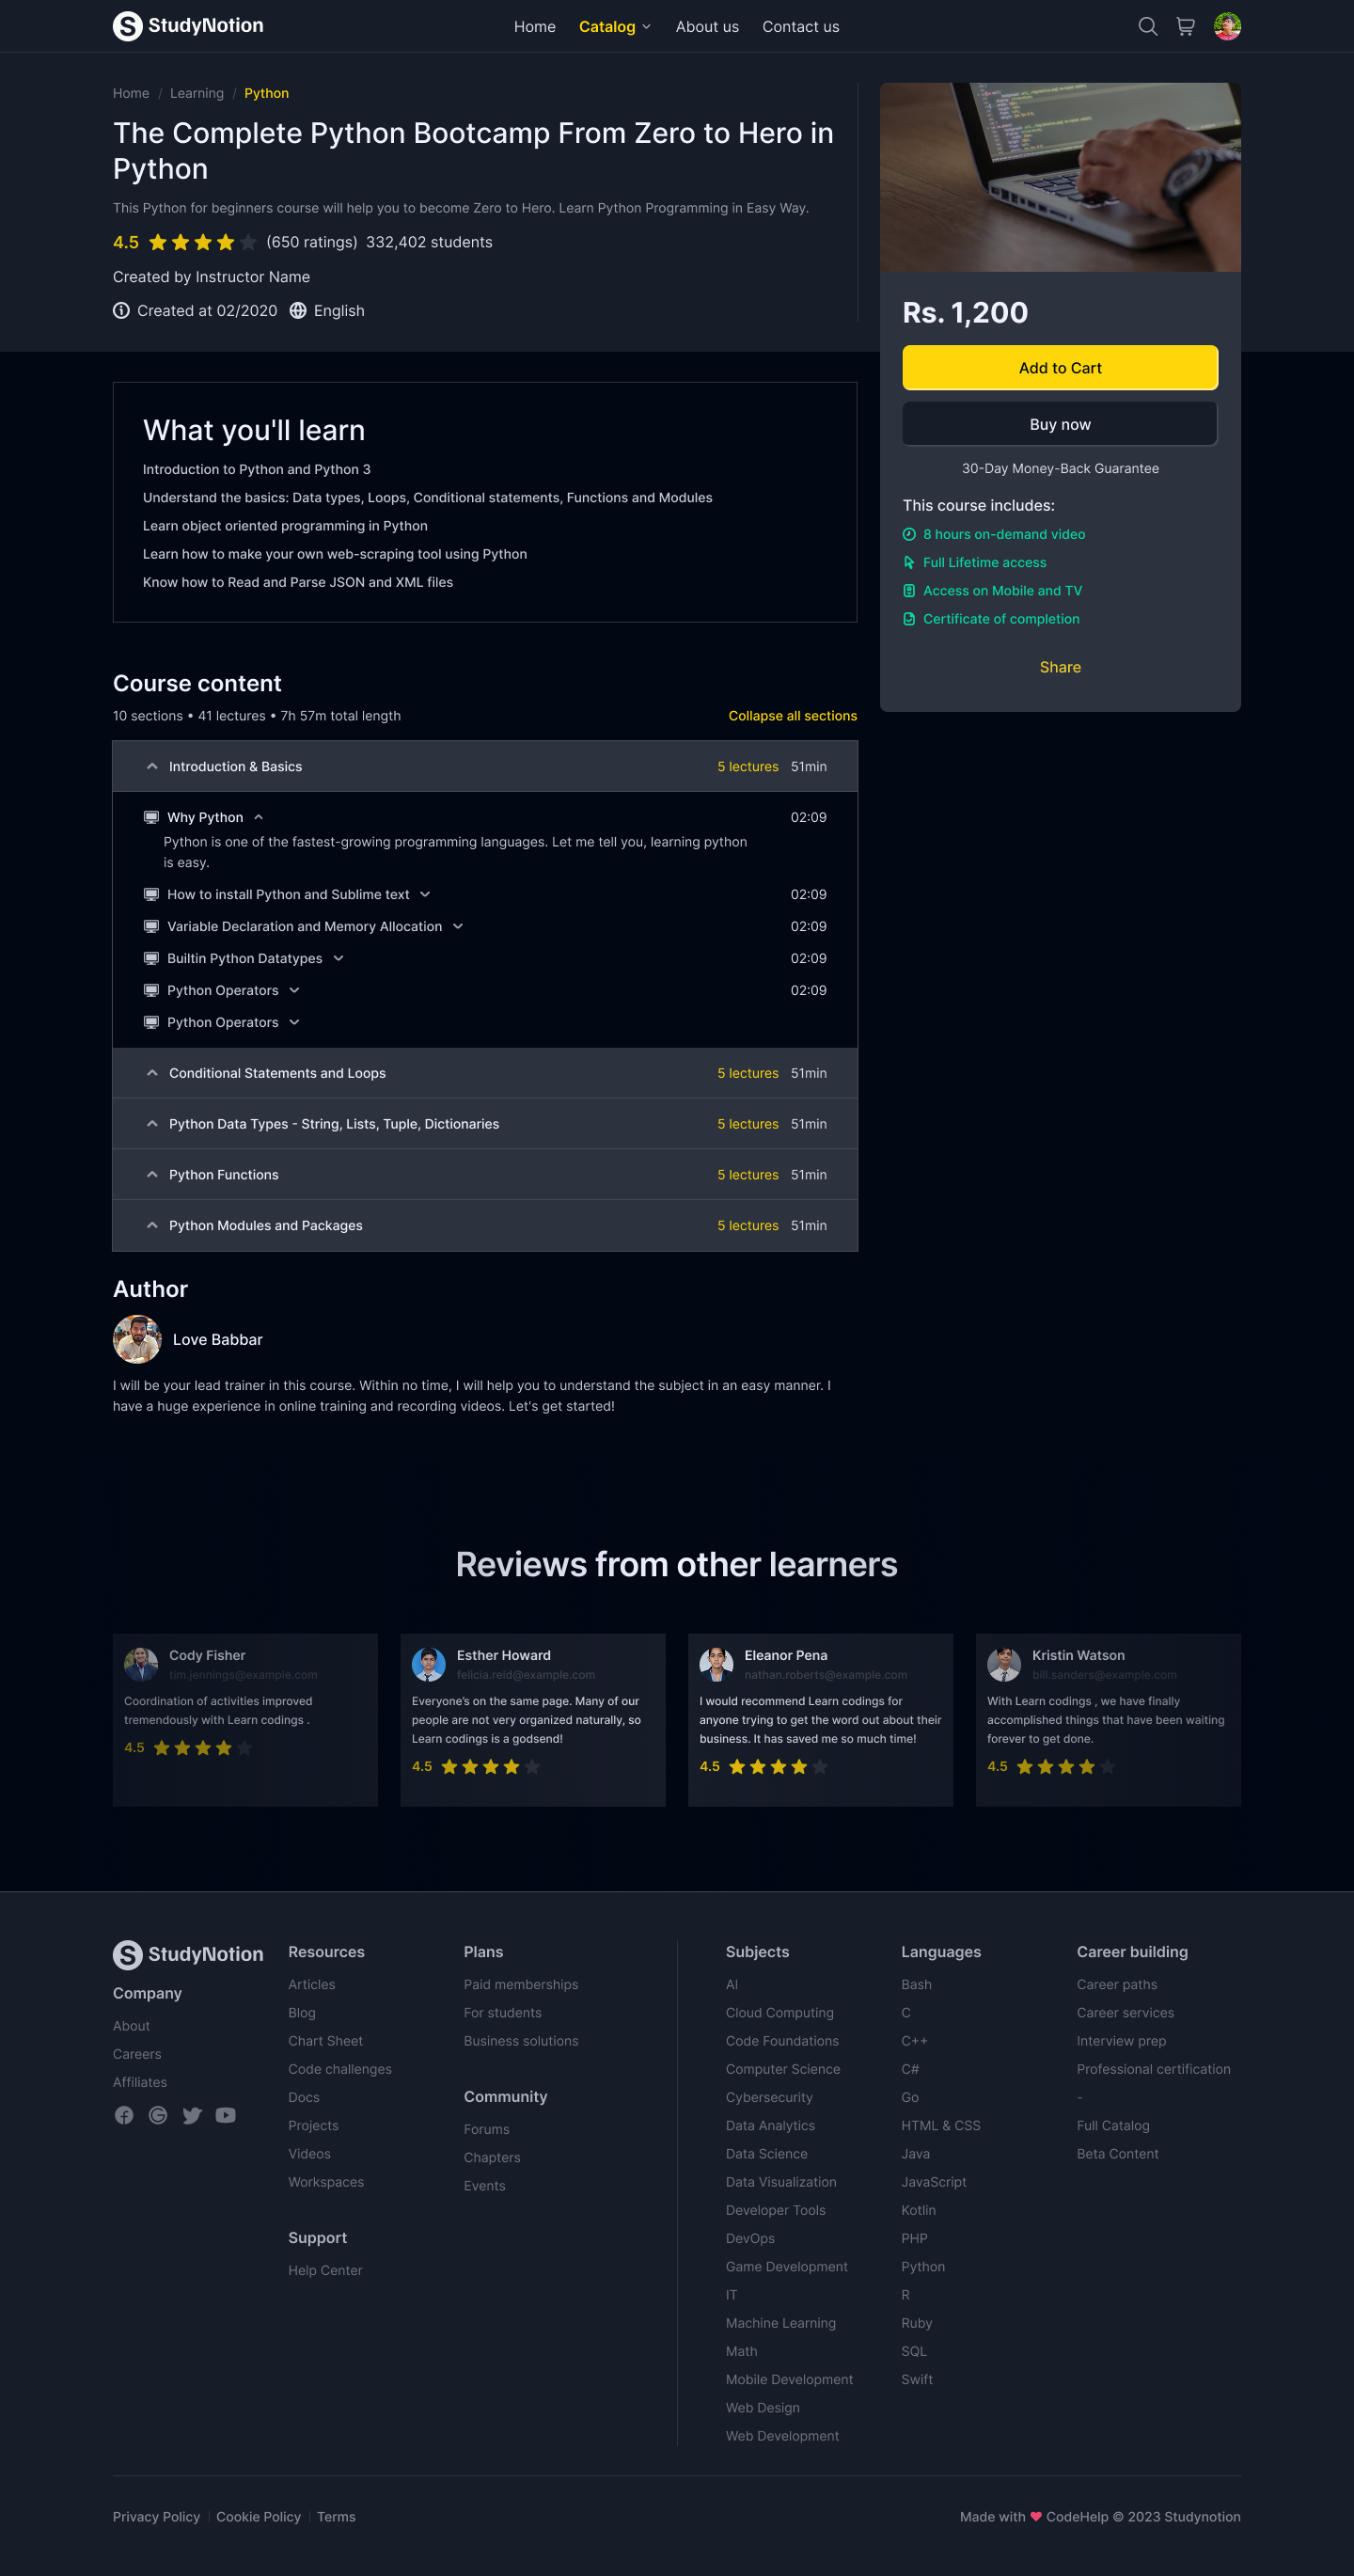 StudyNotion
Home
Catalog
About us
Contact us
Home / Learning / Python
The Complete Python Bootcamp From Zero to Hero in
Python
This Python for beginners course will help you to become Zero to Hero. Learn Python Programming in Easy Way.
4.5 (650 ratings) 332,402 students
Created by Instructor Name
Created at 02/2020 English
Rs. 1,200
Add to Cart
Buy now
30-Day Money-Back Guarantee
This course includes:
8 hours on-demand video
Full Lifetime access
Access on Mobile and TV
Certificate of completion
Share
What you'll learn
Introduction to Python and Python 3
Understand the basics: Data types, Loops, Conditional statements, Functions and Modules
Learn object oriented programming in Python
Learn how to make your own web-scraping tool using Python
Know how to Read and Parse JSON and XML files
Course content
10 sections • 41 lectures • 7h 57m total length
Collapse all sections
Introduction & Basics 5 lectures 51min
Why Python 02:09
Python is one of the fastest-growing programming languages. Let me tell you, learning python
is easy.
How to install Python and Sublime text 02:09
Variable Declaration and Memory Allocation 02:09
Builtin Python Datatypes 02:09
Python Operators 02:09
Python Operators
Conditional Statements and Loops 5 lectures 51min
Python Data Types - String, Lists, Tuple, Dictionaries 5 lectures 51min
Python Functions 5 lectures 51min
Python Modules and Packages 5 lectures 51min
Author
Love Babbar
I will be your lead trainer in this course. Within no time, I will help you to understand the subject in an easy manner. I
have a huge experience in online training and recording videos. Let's get started!
Reviews from other learners
Cody Fisher
tim.jennings@example.com
Coordination of activities improved
tremendously with Learn codings .
4.5
Esther Howard
felicia.reid@example.com
Everyone's on the same page. Many of our
people are not very organized naturally, so
Learn codings is a godsend!
4.5
Eleanor Pena
nathan.roberts@example.com
I would recommend Learn codings for
anyone trying to get the word out about their
business. It has saved me so much time!
4.5
Kristin Watson
bill.sanders@example.com
With Learn codings , we have finally
accomplished things that have been waiting
forever to get done.
4.5
StudyNotion
Company
About
Careers
Affiliates
Resources
Articles
Blog
Chart Sheet
Code challenges
Docs
Projects
Videos
Workspaces
Support
Help Center
Plans
Paid memberships
For students
Business solutions
Community
Forums
Chapters
Events
Subjects
AI
Cloud Computing
Code Foundations
Computer Science
Cybersecurity
Data Analytics
Data Science
Data Visualization
Developer Tools
DevOps
Game Development
IT
Machine Learning
Math
Mobile Development
Web Design
Web Development
Languages
Bash
C
C++
C#
Go
HTML & CSS
Java
JavaScript
Kotlin
PHP
Python
R
Ruby
SQL
Swift
Career building
Career paths
Career services
Interview prep
Professional certification
-
Full Catalog
Beta Content
Privacy Policy | Cookie Policy | Terms
Made with ❤ CodeHelp © 2023 Studynotion